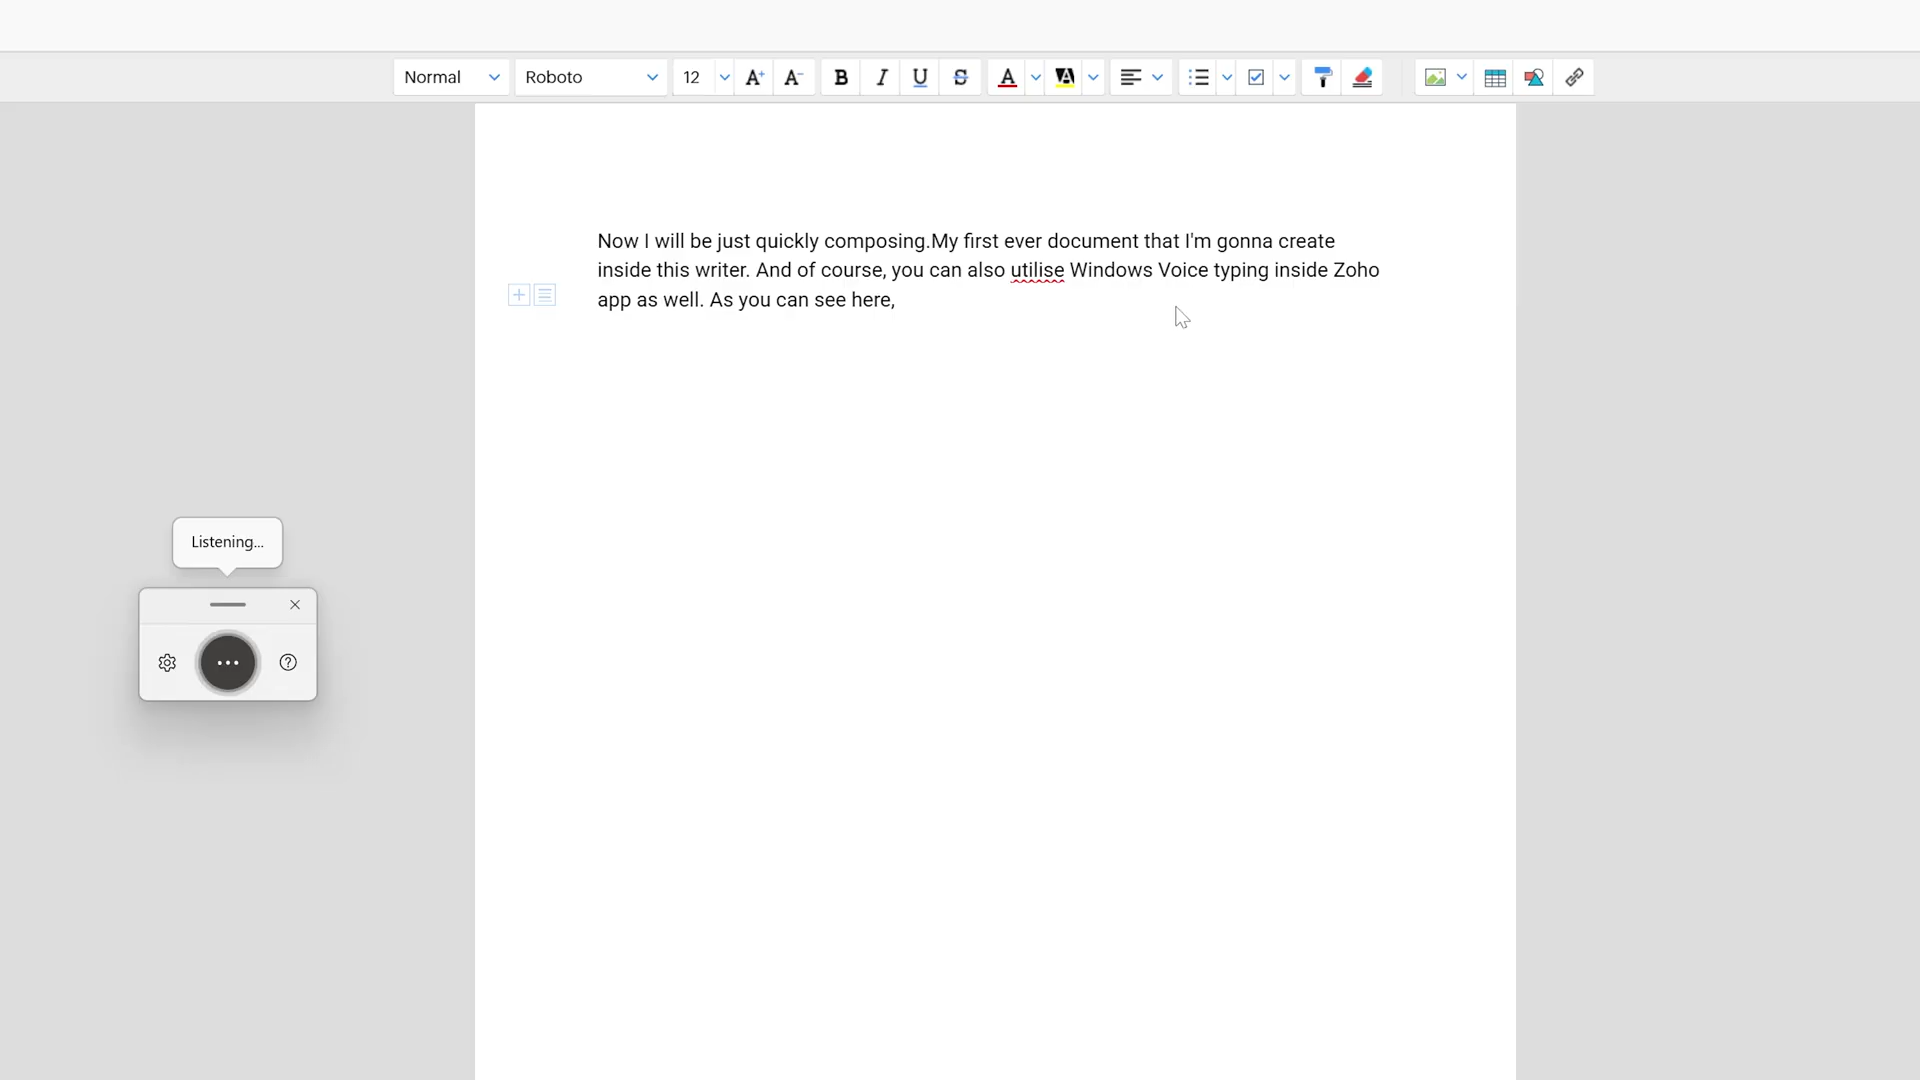 Normal Roboto 12
Now I will be just quickly composing.My first ever document that I'm gonna create
inside this writer. And of course, you can also utilise Windows Voice typing inside Zoho
app as well. As you can see here,
Listening...